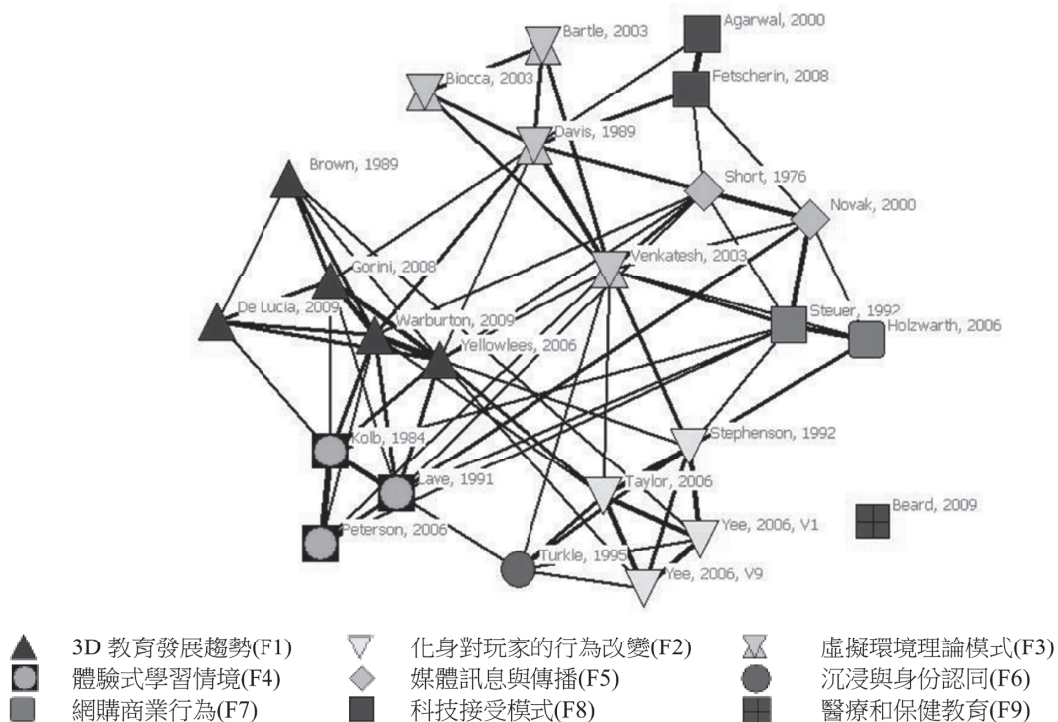 Bartle, 2003
Agarwal, 2000
Biocca, 2003
Fetscherin, 2008
Davis, 1989
Brown, 1989
Short, 1976
Novak, 2000
Venkatesh, 2003
Gorini, 2008
De Lucia, 2009
Warburton, 2009
Steuer, 1992
Holzwarth, 2006
Yellowlees, 2006
Kolb, 1984
Stephenson, 1992
Lave, 1991
Taylor, 2006
Beard, 2009
Peterson, 2006
Yee, 2006, V1
Turkle, 1995
Yee, 2006, V9
3D 教育發展趨勢(F1)
化身對玩家的行為改變(F2)
虛擬環境理論模式(F3)
體驗式學習情境(F4)
媒體訊息與傳播(F5)
沉浸與身份認同(F6)
網購商業行為(F7)
科技接受模式(F8)
醫療和保健教育(F9)